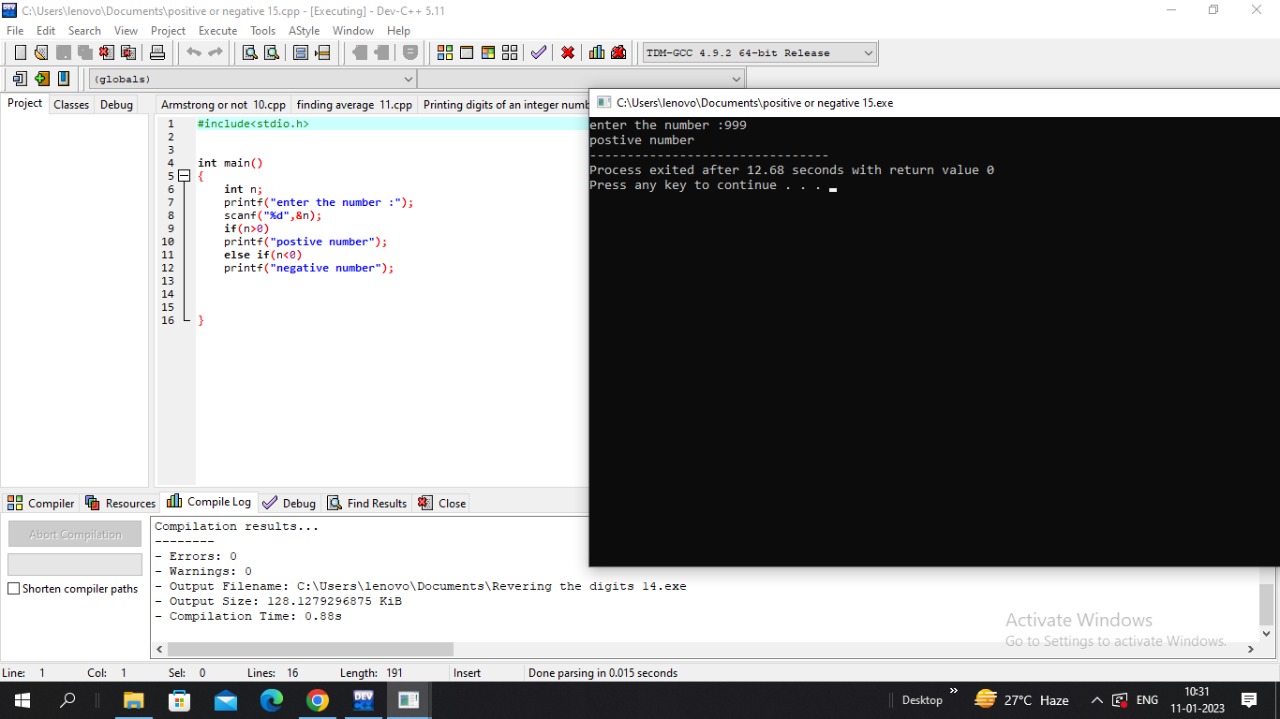 C:\Users\lenovo\Documents\positive or negative 15.cpp - [Executing] - Dev-C++ 5.11
File Edit Search View Project Execute Tools AStyle Window Help
TDM-GCC 4.9.2 64-bit Release
(globals)
Project Classes Debug
Armstrong or not 10.cpp finding average 11.cpp Printing digits of an integer numb
C:\Users\lenovo\Documents\positive or negative 15.exe
enter the number :999
postive number
--------------------------------
Process exited after 12.68 seconds with return value 0
Press any key to continue . . .
1 #include<stdio.h>
2
3
4 int main()
5 {
6 int n;
7 printf("enter the number :");
8 scanf("%d",&n);
9 if(n>0)
10 printf("postive number");
11 else if(n<0)
12 printf("negative number");
13
14
15
16 }
Compiler Resources Compile Log Debug Find Results Close
Abort Compilation
Shorten compiler paths
Compilation results...
--------
- Errors: 0
- Warnings: 0
- Output Filename: C:\Users\lenovo\Documents\Revering the digits 14.exe
- Output Size: 128.1279296875 KiB
- Compilation Time: 0.88s
Activate Windows
Go to Settings to activate Windows.
Line: 1 Col: 1 Sel: 0 Lines: 16 Length: 191 Insert Done parsing in 0.015 seconds
DEV
Desktop » 27°C Haze ENG 10:31
11-01-2023